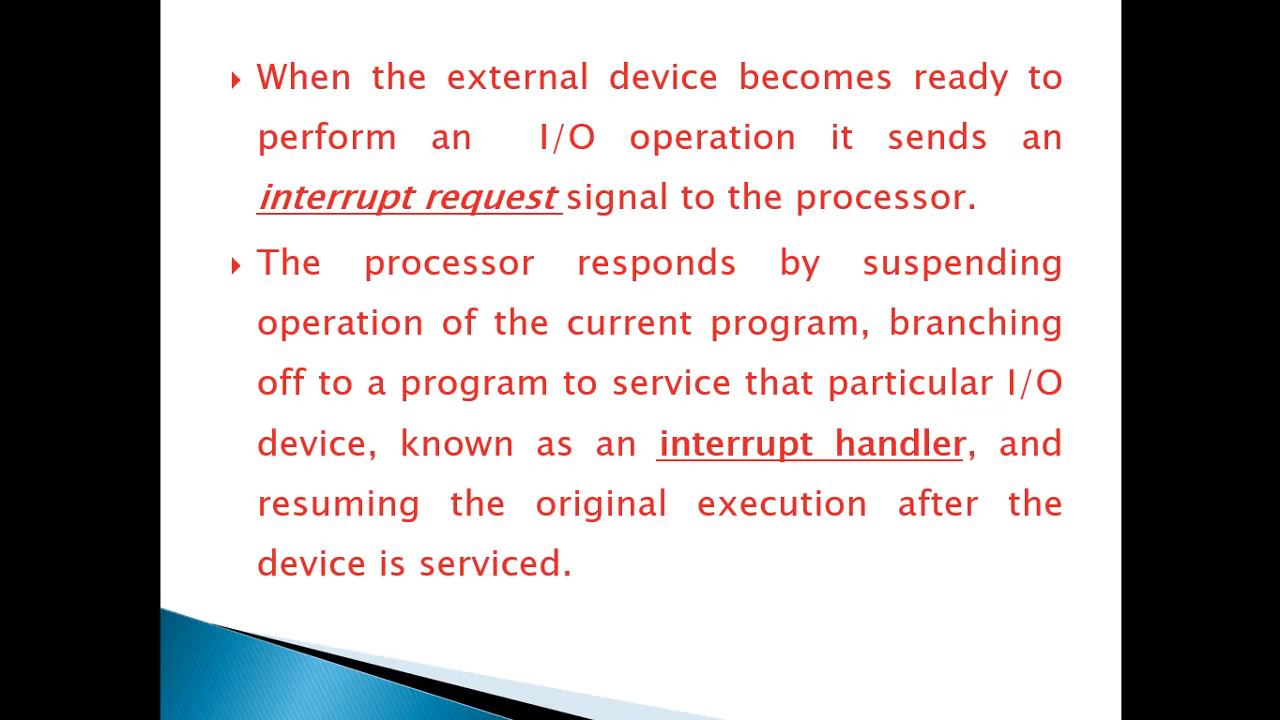 When the external device becomes ready to
perform an I/O operation it sends an
interrupt request signal to the processor.
The processor responds by suspending
operation of the current program, branching
off to a program to service that particular I/O
device, known as an interrupt handler, and
resuming the original execution after the
device is serviced.